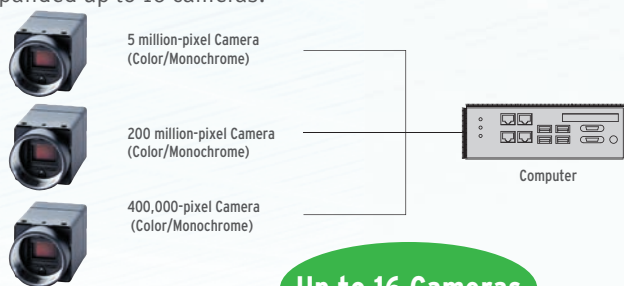 up to 16 cameras.
5 million-pixel Camera
(Color/Monochrome)
200 million-pixel Camera
(Color/Monochrome)
400,000-pixel Camera
(Color/Monochrome)
Computer
Up to 16 Cameras